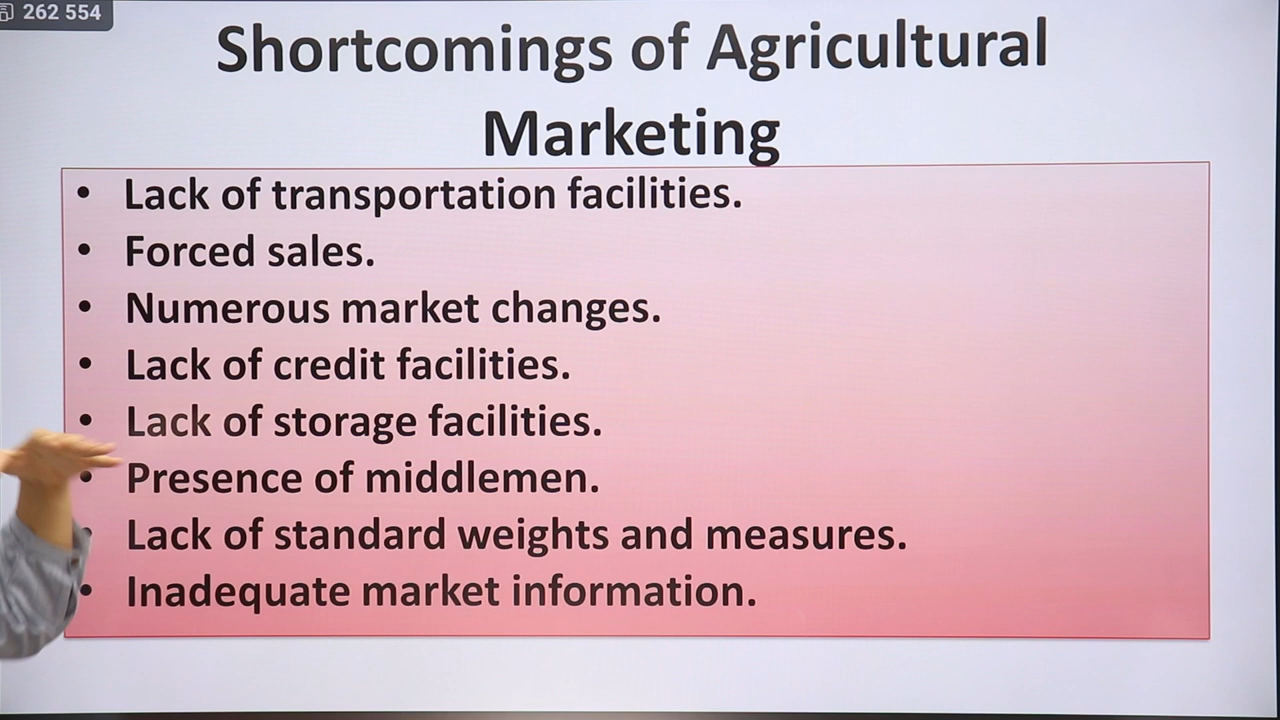 262 554
Shortcomings of Agricultural
Marketing
• Lack of transportation facilities.
• Forced sales.
• Numerous market changes.
• Lack of credit facilities.
• Lack of storage facilities.
• Presence of middlemen.
• Lack of standard weights and measures.
• Inadequate market information.